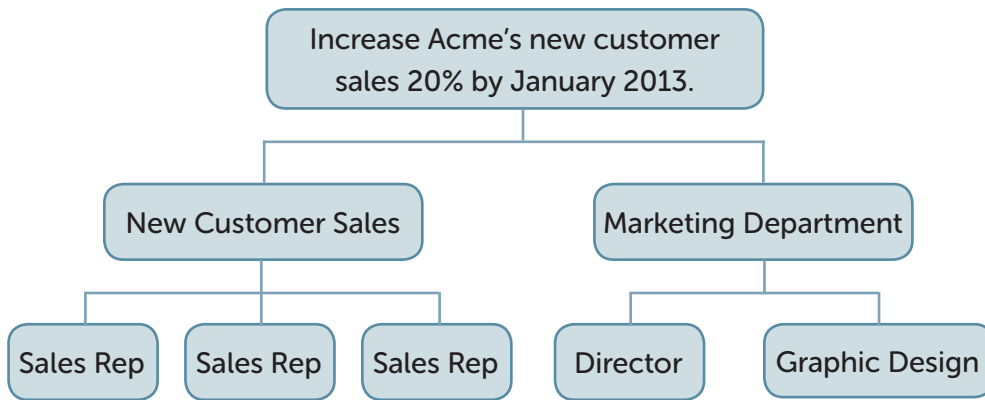 Increase Acme’s new customer
sales 20% by January 2013.
New Customer Sales
Marketing Department
Sales Rep
Sales Rep
Sales Rep
Director
Graphic Design